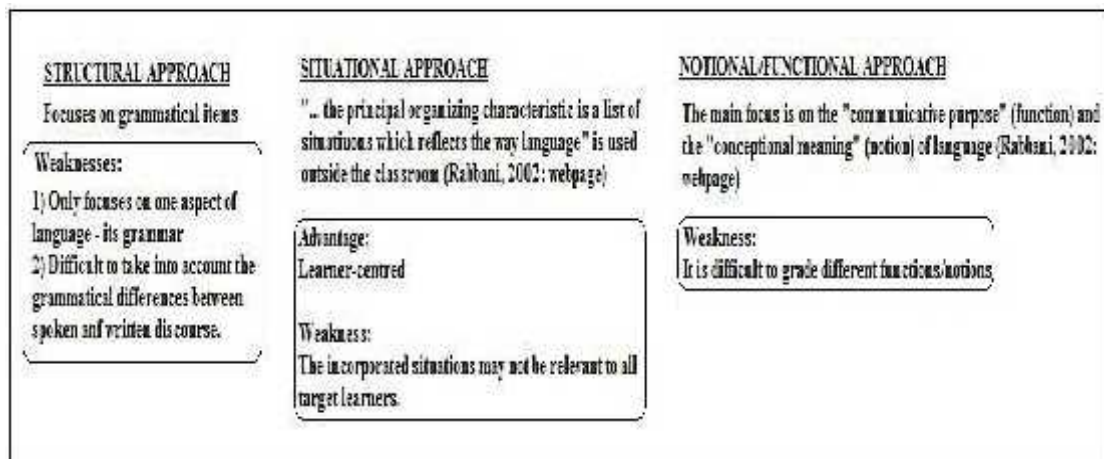 STRUCTURAL APPROACH
Focuses on grammatical items
Weaknesses:
1) Only focuses on one aspect of
language - its grammar
2) Difficult to take into account the
grammatical differences between
spoken anf written discourse.
SITUATIONAL APPROACH
"... the principal organizing characteristic is a list of
situations which reflects the way language" is used
outside the classroom (Rabbani, 2002: webpage)
Advantage:
Learner-centred
Weakness:
The incorporated situations may not be relevant to all
target learners.
NOTIONAL/FUNCTIONAL APPROACH
The main focus is on the "communicative purpose" (function) and
the "conceptional meaning" (notion) of language (Rabbani, 2002:
webpage)
Weakness:
It is difficult to grade different functions/notions